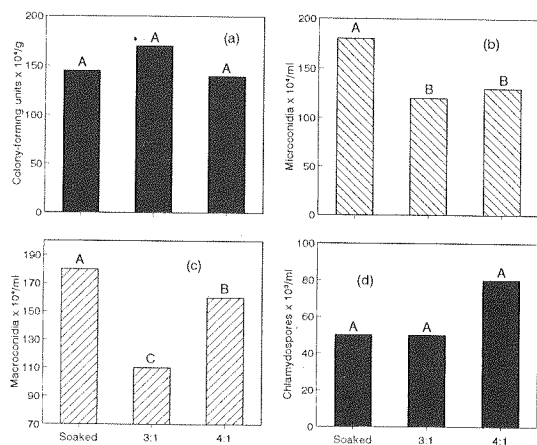 200
150
100
50
0
Colony-forming units x 10⁴/g
A
A
A
(a)
200
150
100
50
0
Microconidia x 10⁴/ml
A
B
B
(b)
190
170
150
130
110
90
70
Macroconidia x 10⁴/ml
A
C
B
(c)
Soaked 3:1 4:1
100
80
60
40
20
0
Chlamydospores x 10³/ml
A
A
A
(d)
Soaked 3:1 4:1